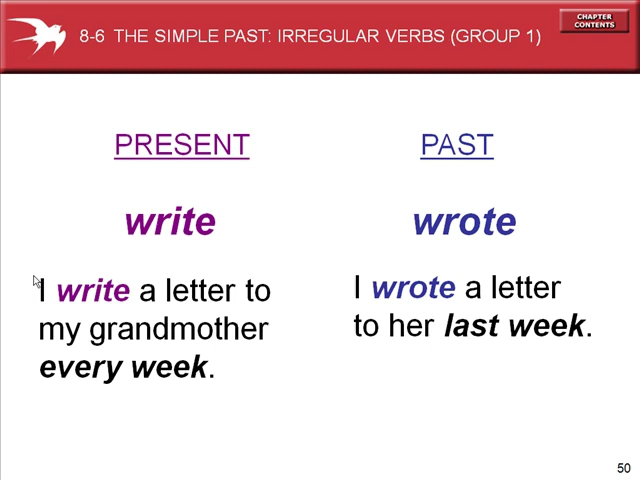 8-6 THE SIMPLE PAST: IRREGULAR VERBS (GROUP 1)
CHAPTER
CONTENTS
PRESENT
PAST
write
wrote
I write a letter to
my grandmother
every week.
I wrote a letter
to her last week.
50